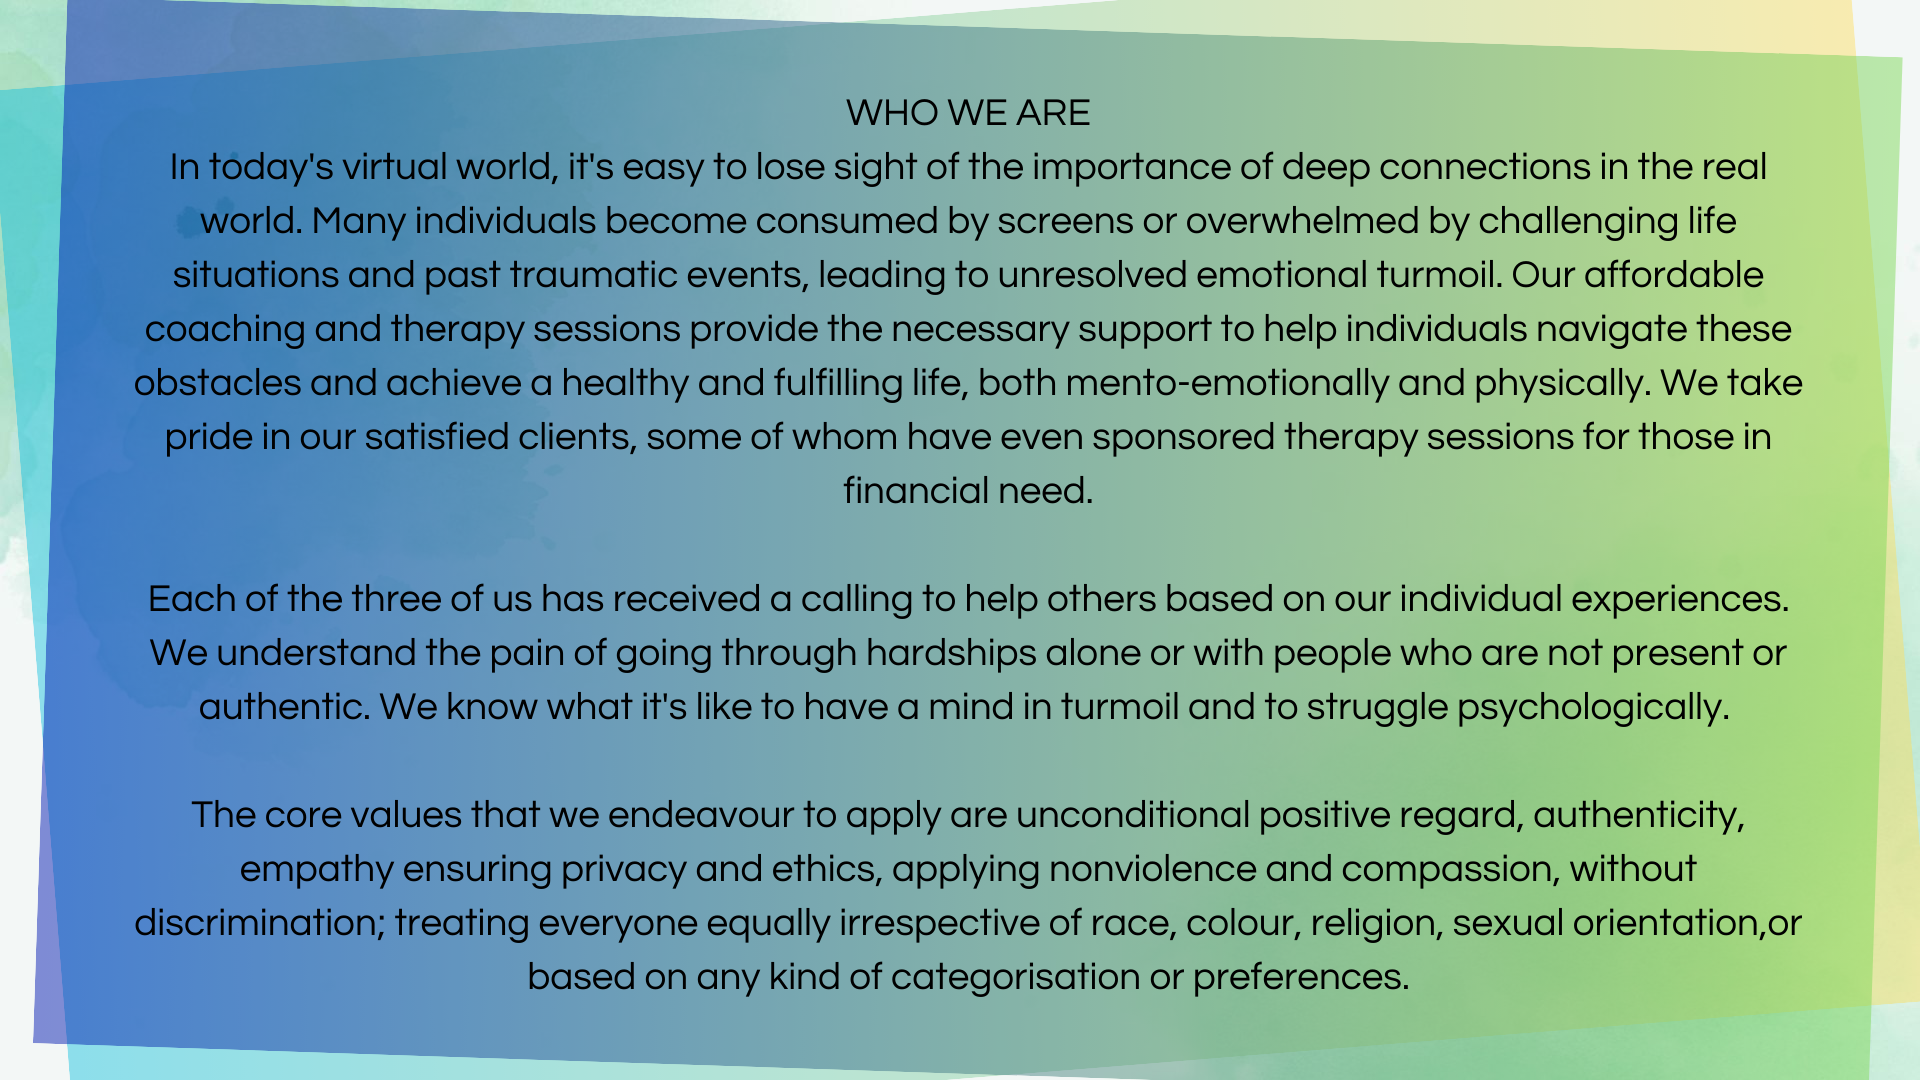 WHO WE ARE
In today's virtual world, it's easy to lose sight of the importance of deep connections in the real
world. Many individuals become consumed by screens or overwhelmed by challenging life
situations and past traumatic events, leading to unresolved emotional turmoil. Our affordable
coaching and therapy sessions provide the necessary support to help individuals navigate these
obstacles and achieve a healthy and fulfilling life, both mento-emotionally and physically. We take
pride in our satisfied clients, some of whom have even sponsored therapy sessions for those in
financial need.
Each of the three of us has received a calling to help others based on our individual experiences.
We understand the pain of going through hardships alone or with people who are not present or
authentic. We know what it's like to have a mind in turmoil and to struggle psychologically.
The core values that we endeavour to apply are unconditional positive regard, authenticity,
empathy ensuring privacy and ethics, applying nonviolence and compassion, without
discrimination; treating everyone equally irrespective of race, colour, religion, sexual orientation,or
based on any kind of categorisation or preferences.